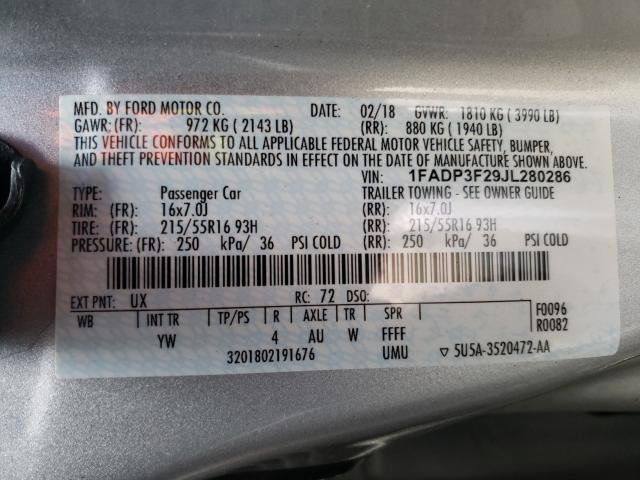 MFD. BY FORD MOTOR CO. DATE: 02/18 GVWR: 1810 KG ( 3990 LB)
GAWR: (FR): 972 KG ( 2143 LB) (RR): 880 KG ( 1940 LB)
THIS VEHICLE CONFORMS TO ALL APPLICABLE FEDERAL MOTOR VEHICLE SAFETY, BUMPER,
AND THEFT PREVENTION STANDARDS IN EFFECT ON THE DATE OF MANUFACTURE SHOWN ABOVE.
VIN: 1FADP3F29JL280286
TYPE: Passenger Car TRAILER TOWING - SEE OWNER GUIDE
RIM: (FR): 16x7.0J (RR): 16x7.0J
TIRE: (FR): 215/55R16 93H (RR): 215/55R16 93H
PRESSURE: (FR): 250 kPa/ 36 PSI COLD (RR): 250 kPa/ 36 PSI COLD
EXT PNT: UX RC: 72 DSO: F0096
WB INT TR TP/PS R AXLE TR SPR R0082
YW 4 AU W FFFF
3201802191676 UMU ▽ 5U5A-3520472-AA